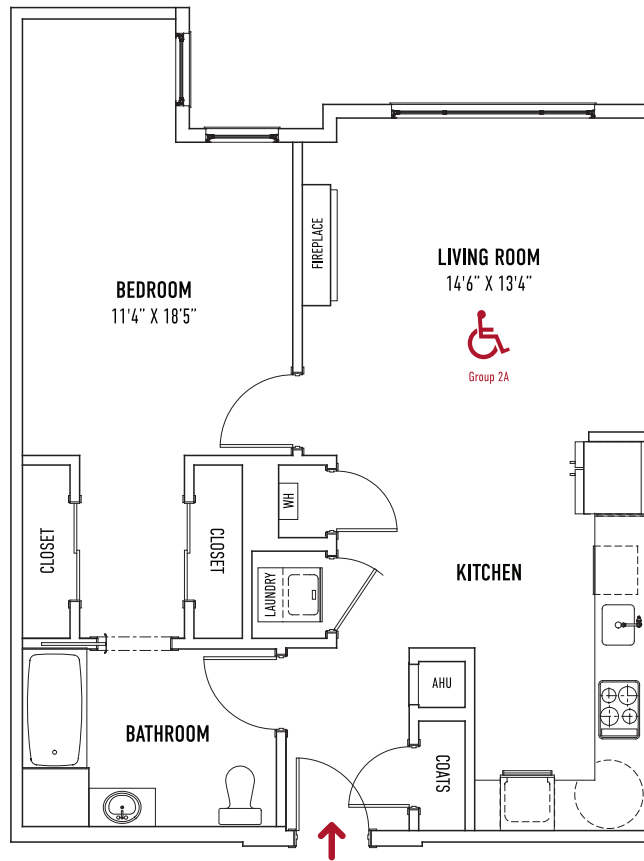 FIREPLACE
LIVING ROOM
14'6" X 13'4"
Group 2A
BEDROOM
11'4" X 18'5"
CLOSET
CLOSET
WH
LAUNDRY
KITCHEN
AHU
BATHROOM
COATS